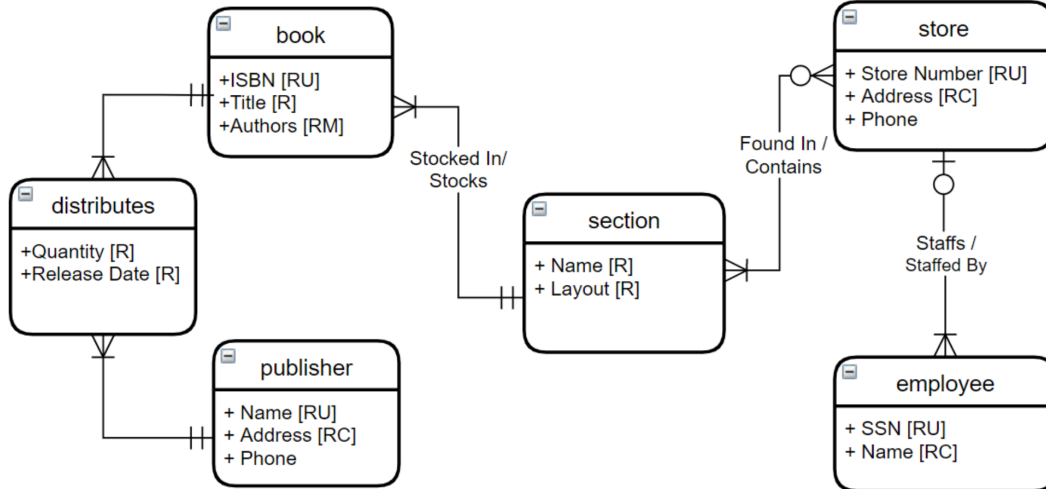 book
+ISBN [RU]
+Title [R]
+Authors [RM]
distributes
+Quantity [R]
+Release Date [R]
publisher
+ Name [RU]
+ Address [RC]
+ Phone
Stocked In/
Stocks
section
+ Name [R]
+ Layout [R]
Found In /
Contains
store
+ Store Number [RU]
+ Address [RC]
+ Phone
Staffs /
Staffed By
employee
+ SSN [RU]
+ Name [RC]